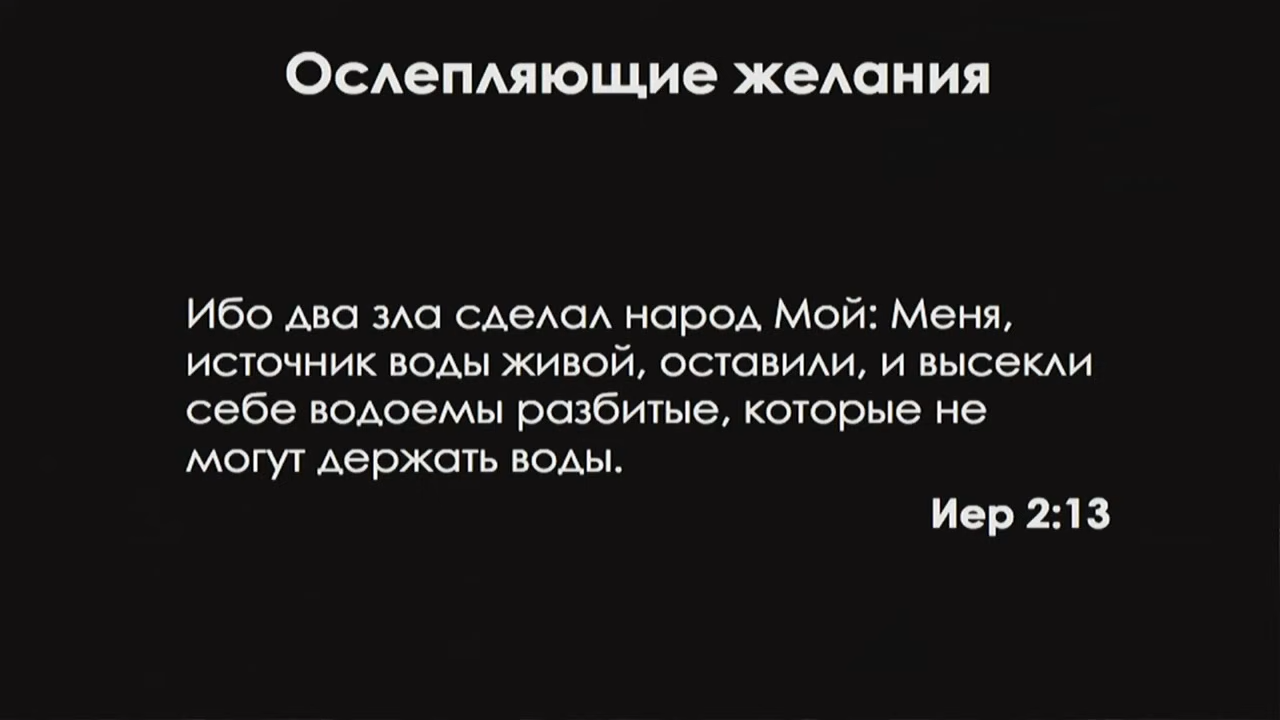 Ослепляющие желания
Ибо два зла сделал народ Мой: Меня,
источник воды живой, оставили, и высекли
себе водоемы разбитые, которые не
могут держать воды.
Иер 2:13